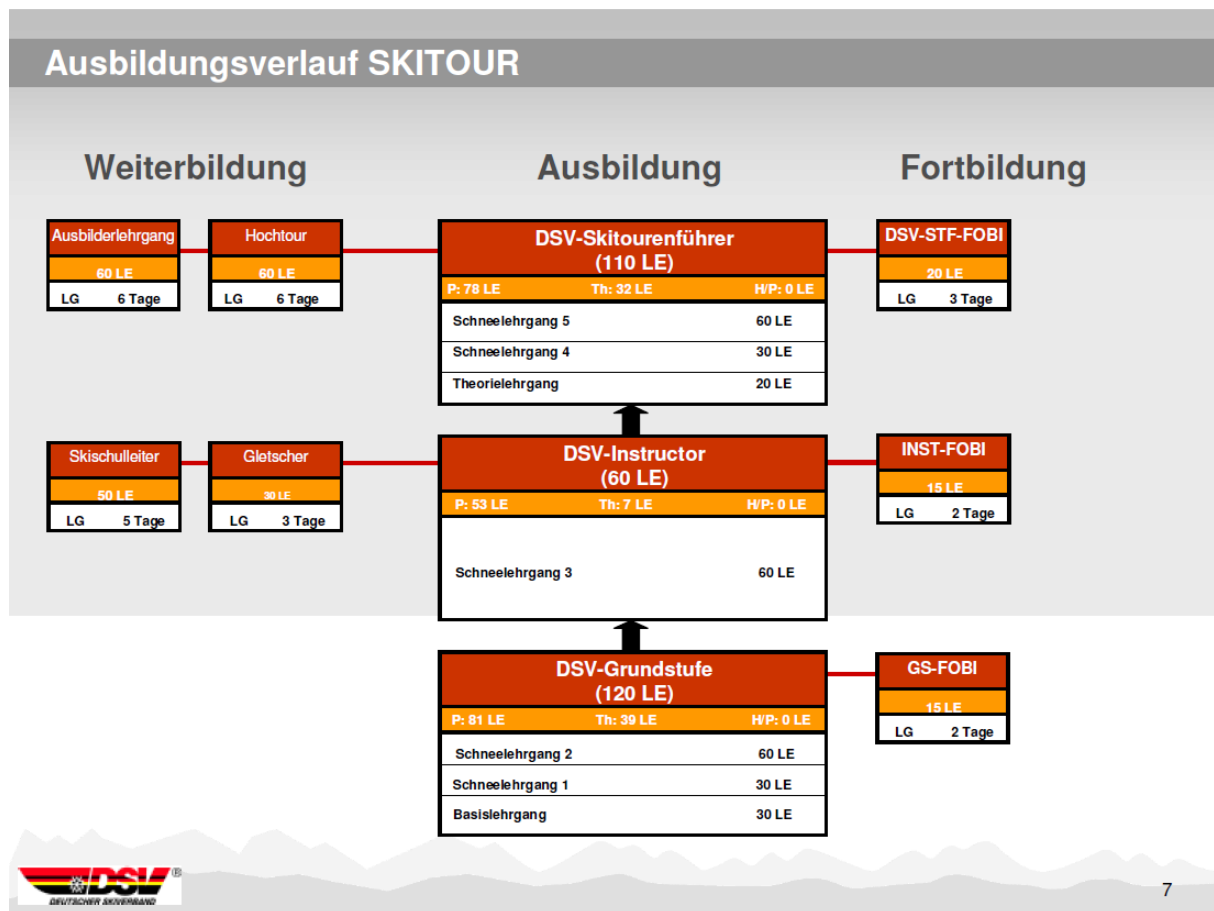 Ausbildungsverlauf SKITOUR
Weiterbildung
Ausbildung
Fortbildung
Ausbilderlehrgang
60 LE
LG 6 Tage
Hochtour
60 LE
LG 6 Tage
DSV-Skitourenführer
(110 LE)
P: 78 LE Th: 32 LE H/P: 0 LE
Schneelehrgang 5 60 LE
Schneelehrgang 4 30 LE
Theorielehrgang 20 LE
DSV-STF-FOBI
20 LE
LG 3 Tage
Skischulleiter
50 LE
LG 5 Tage
Gletscher
30 LE
LG 3 Tage
DSV-Instructor
(60 LE)
P: 53 LE Th: 7 LE H/P: 0 LE
Schneelehrgang 3 60 LE
INST-FOBI
15 LE
LG 2 Tage
DSV-Grundstufe
(120 LE)
P: 81 LE Th: 39 LE H/P: 0 LE
Schneelehrgang 2 60 LE
Schneelehrgang 1 30 LE
Basislehrgang 30 LE
GS-FOBI
15 LE
LG 2 Tage
DSV ®
DEUTSCHER SKIVERBAND
7